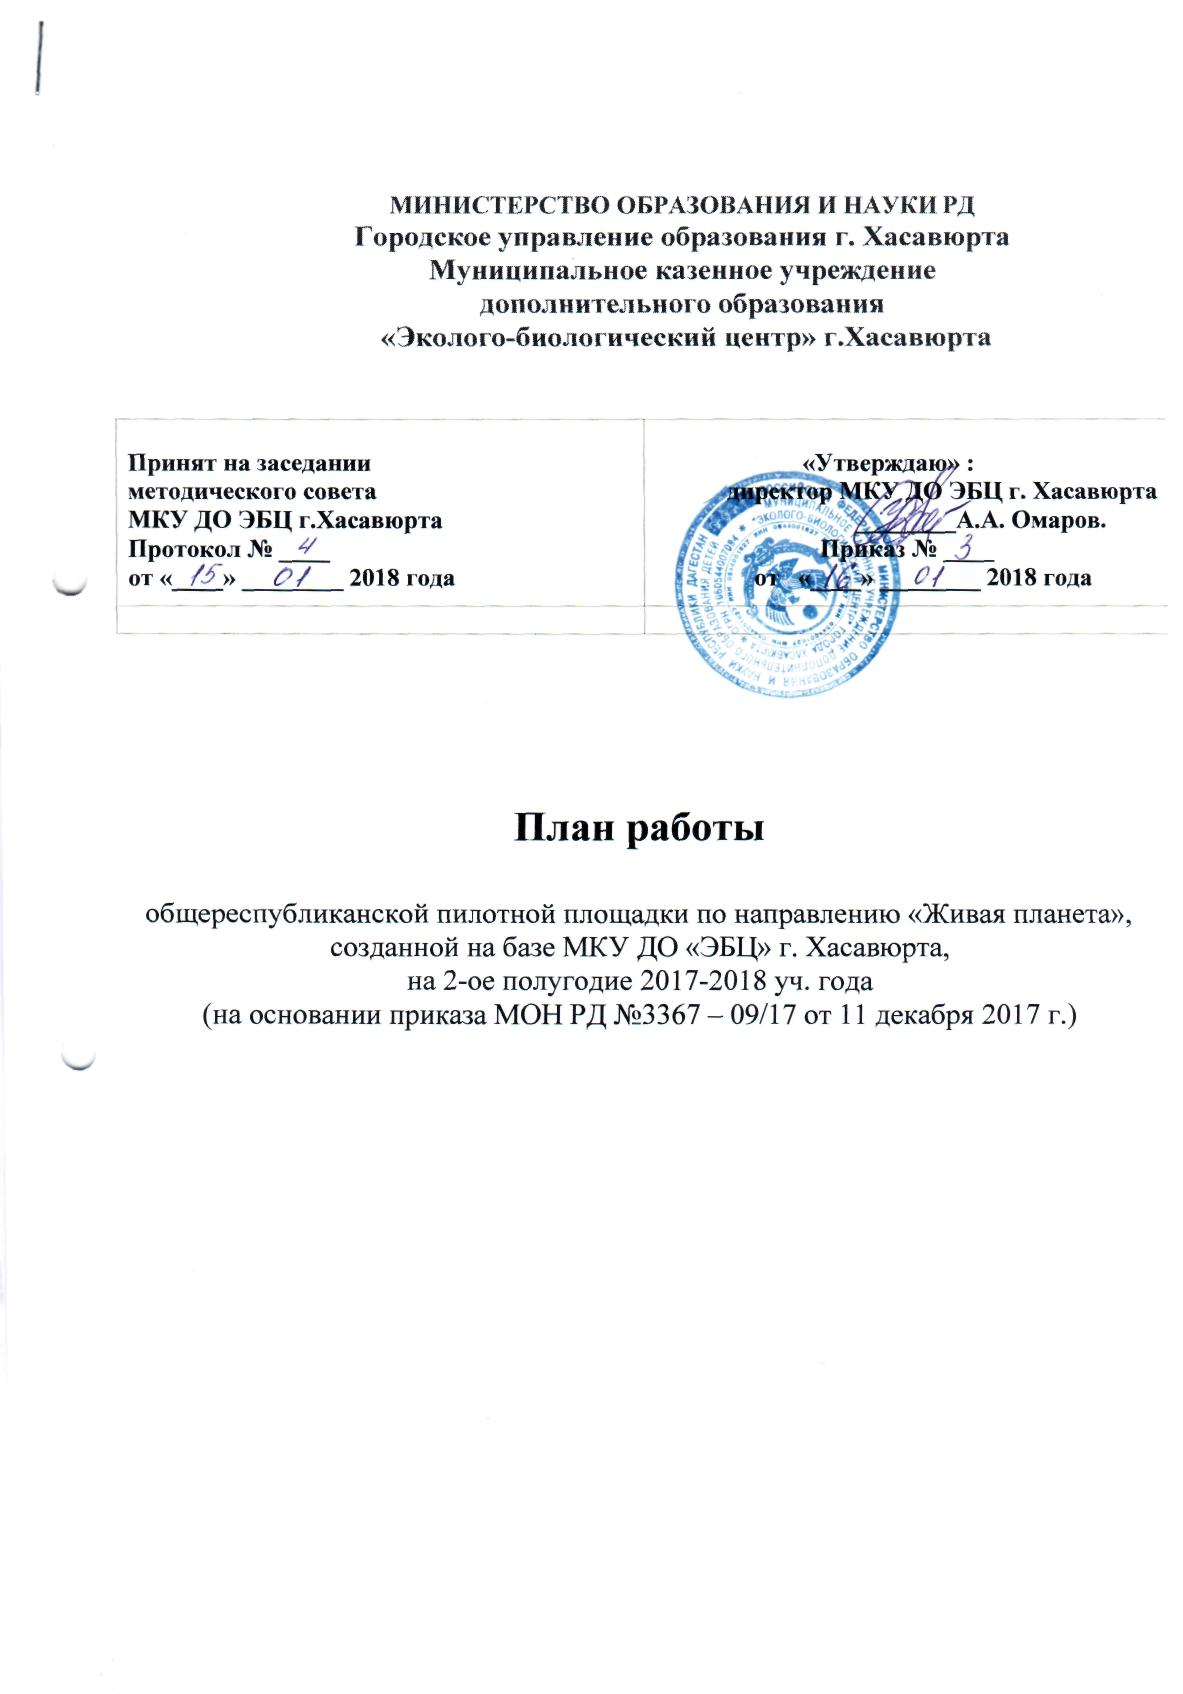 МИНИСТЕРСТВО ОБРАЗОВАНИЯ И НАУКИ РД
Городское управление образования г. Хасавюрта
Муниципальное казенное учреждение
дополнительного образования
«Эколого-биологический центр» г.Хасавюрта
Принят на заседании
методического совета
МКУ ДО ЭБЦ г.Хасавюрта
Протокол № 4
от «15» 01 2018 года
«Утверждаю» :
директор МКУ ДО ЭБЦ г. Хасавюрта
________А.А. Омаров.
Приказ № 3
от «16» 01 2018 года
План работы
общереспубликанской пилотной площадки по направлению «Живая планета»,
созданной на базе МКУ ДО «ЭБЦ» г. Хасавюрта,
на 2-ое полугодие 2017-2018 уч. года
(на основании приказа МОН РД №3367 – 09/17 от 11 декабря 2017 г.)